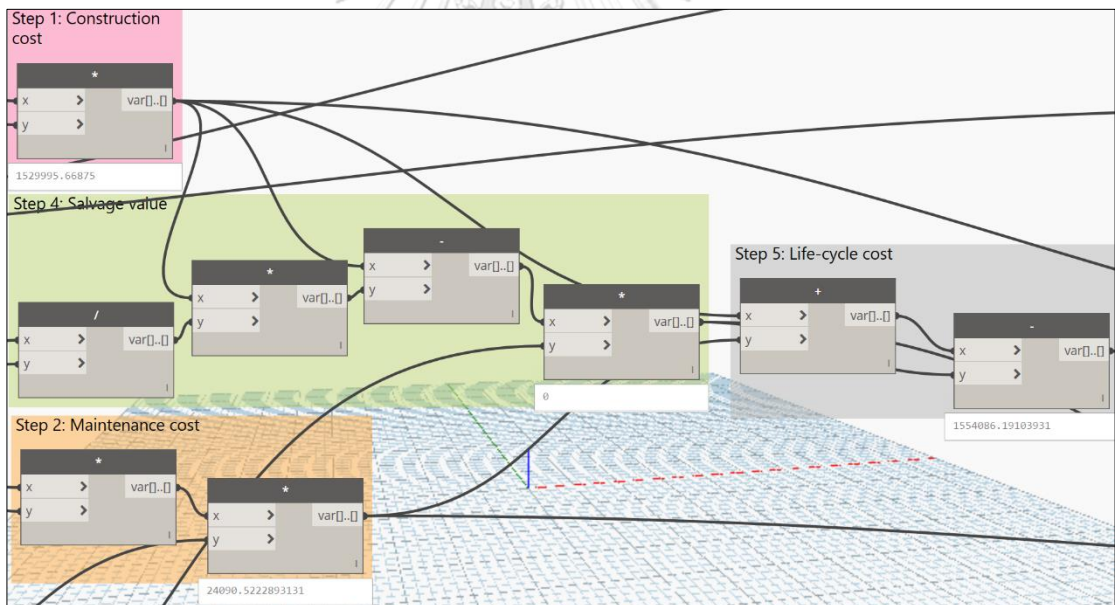 Step 1: Construction
cost
*
x > var[]..[]
y >
l
1529995.66875
Step 4: Salvage value
-
x > var[]..[]
y >
l
*
x > var[]..[]
y >
l
/
x > var[]..[]
y >
l
*
x > var[]..[]
y >
l
0
Step 5: Life-cycle cost
+
x > var[]..[]
y >
l
-
x > var[]..[]
y >
l
1554086.19103931
Step 2: Maintenance cost
*
x > var[]..[]
y >
l
*
x > var[]..[]
y >
l
24090.5222893131